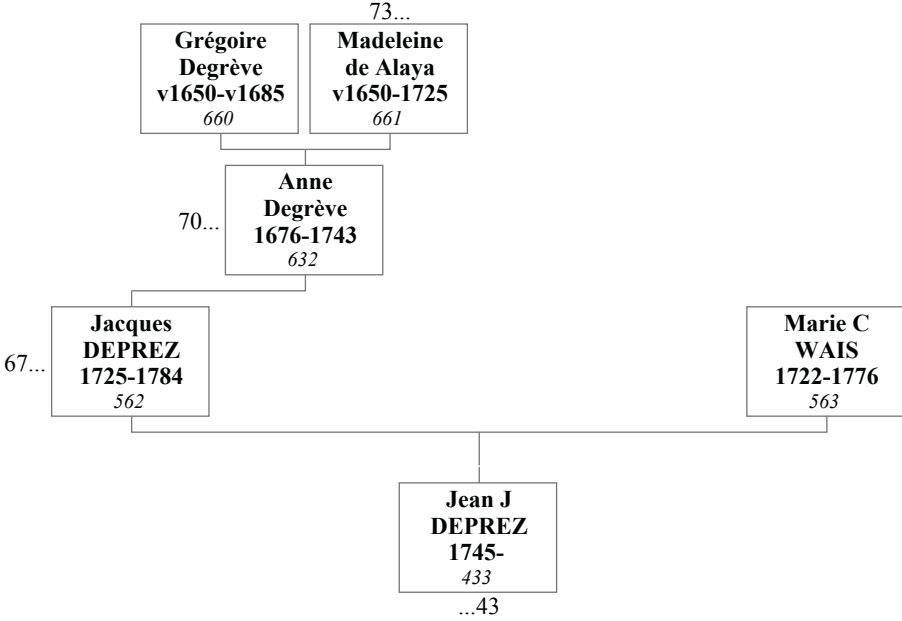 73...
Grégoire
Degrève
v1650-v1685
660
Madeleine
de Alaya
v1650-1725
661
70...
Anne
Degrève
1676-1743
632
67...
Jacques
DEPREZ
1725-1784
562
Marie C
WAIS
1722-1776
563
Jean J
DEPREZ
1745-
433
...43